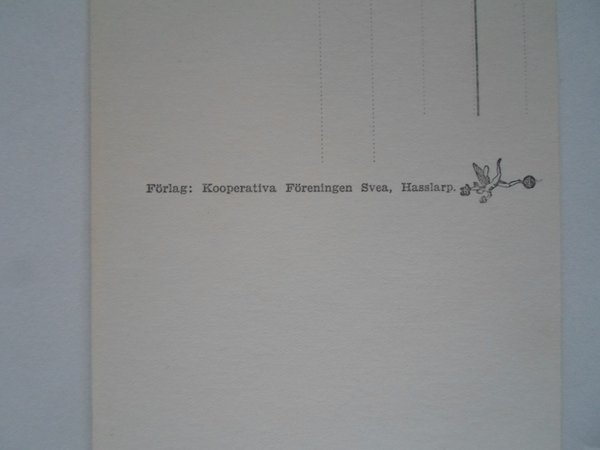 Förlag: Kooperativa Föreningen Svea, Hasslarp.